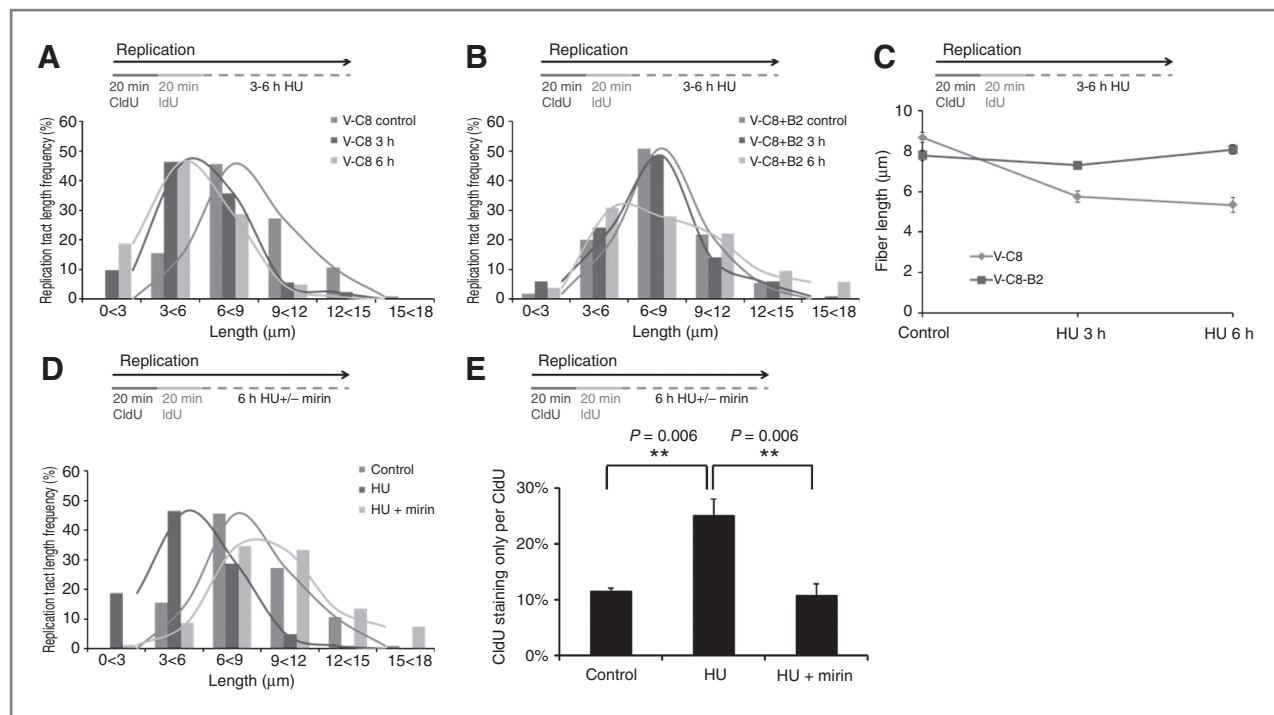 A
Replication
20 min
CldU
20 min
IdU
3-6 h HU
Replication tract length frequency (%)
60
50
40
30
20
10
0
V-C8 control
V-C8 3 h
V-C8 6 h
0<3
3<6
6<9
9<12
12<15
15<18
Length (μm)
B
Replication
20 min
CldU
20 min
IdU
3-6 h HU
Replication tract length frequency (%)
60
50
40
30
20
10
0
V-C8+B2 control
V-C8+B2 3 h
V-C8+B2 6 h
0<3
3<6
6<9
9<12
12<15
15<18
Length (μm)
C
Replication
20 min
CldU
20 min
IdU
3-6 h HU
Fiber length (μm)
10
8
6
4
2
0
V-C8
V-C8-B2
Control
HU 3 h
HU 6 h
D
Replication
20 min
CldU
20 min
IdU
6 h HU+/– mirin
Replication tract length frequency (%)
60
50
40
30
20
10
0
Control
HU
HU + mirin
0<3
3<6
6<9
9<12
12<15
15<18
Length (μm)
E
Replication
20 min
CldU
20 min
IdU
6 h HU+/– mirin
P = 0.006
**
P = 0.006
**
CldU staining only per CldU
30%
20%
10%
0%
Control
HU
HU + mirin